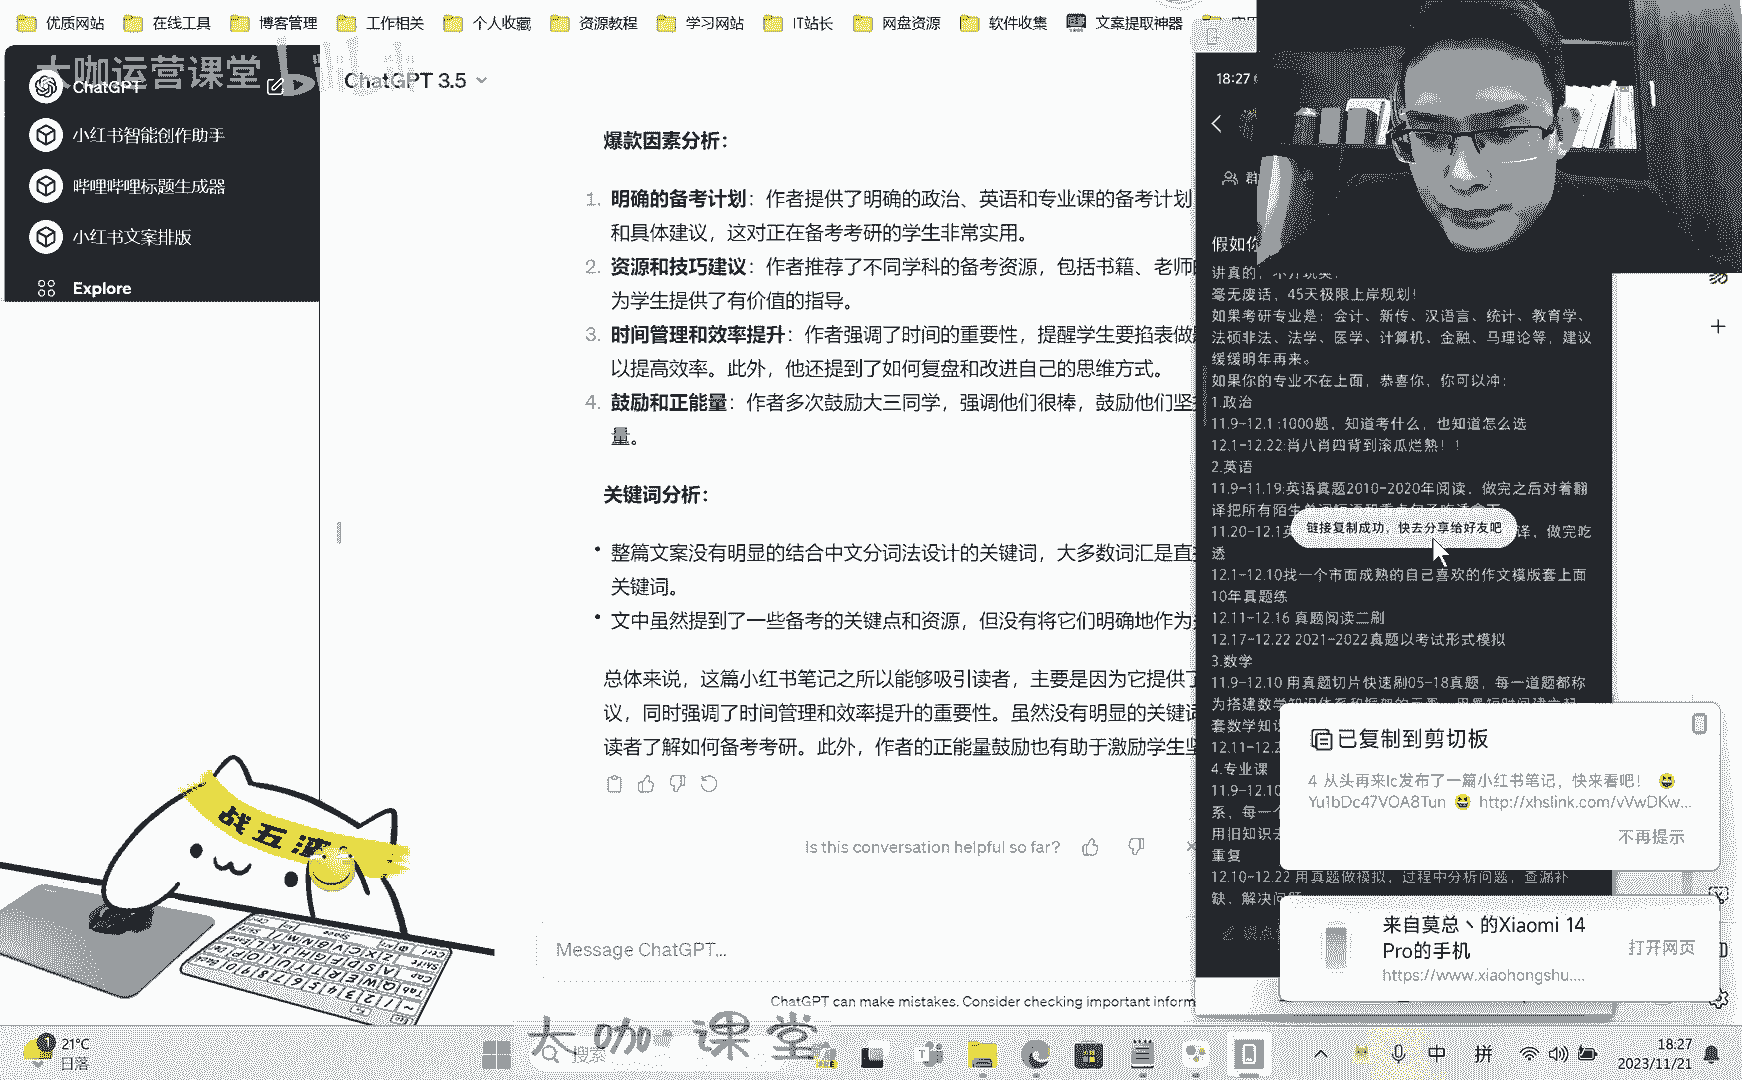 优质网站
在线工具
博客管理
工作相关
个人收藏
资源教程
学习网站
IT站长
网盘资源
软件收集
文案提取神器
大咖运营课堂
ChatGPT
小红书智能创作助手
哔哩哔哩标题生成器
小红书文案排版
Explore
ChatGPT 3.5
爆款因素分析：
1. 明确的备考计划：作者提供了明确的政治、英语和专业课的备考计划
和具体建议，这对正在备考考研的学生非常实用。
2. 资源和技巧建议：作者推荐了不同学科的备考资源，包括书籍、老师
为学生提供了有价值的指导。
3. 时间管理和效率提升：作者强调了时间的重要性，提醒学生要掐表做
以提高效率。此外，他还提到了如何复盘和改进自己的思维方式。
4. 鼓励和正能量：作者多次鼓励大三同学，强调他们很棒，鼓励他们坚
量。
关键词分析：
• 整篇文案没有明显的结合中文分词法设计的关键词，大多数词汇是直
关键词。
• 文中虽然提到了一些备考的关键点和资源，但没有将它们明确地作为
总体来说，这篇小红书笔记之所以能够吸引读者，主要是因为它提供了
议，同时强调了时间管理和效率提升的重要性。虽然没有明显的关键词
读者了解如何备考考研。此外，作者的正能量鼓励也有助于激励学生坚
Is this conversation helpful so far?
Message ChatGPT...
ChatGPT can make mistakes. Consider checking important inform
18:27
群
假如你
讲真的，不开玩笑！
毫无废话，45天极限上岸规划！
如果考研专业是：会计、新传、汉语言、统计、教育学、
法硕非法、法学、医学、计算机、金融、马理论等，建议
缓缓明年再来。
如果你的专业不在上面，恭喜你，你可以冲：
1.政治
11.9-12.1 :1000题，知道考什么，也知道怎么选
12.1-12.22:肖八肖四背到滚瓜烂熟！！
2.英语
11.9-11.19:英语真题2010-2020年阅读，做完之后对着翻
译把所有陌生单词短语和重点句子吃透
11.20-12.1英
译，做完吃
透
链接复制成功，快去分享给好友吧
12.1-12.10找一个市面成熟的自己喜欢的作文模版套上面
10年真题练
12.11-12.16 真题阅读二刷
12.17-12.22 2021-2022真题以考试形式模拟
3.数学
11.9-12.10 用真题切片快速刷05-18真题，每一道题都称
为搭建数学知识体系和框架的
套数学知识
12.11-12.2
4.专业课
11.9-12.10
系，每一个
用旧知识去
重复
12.10-12.22 用真题做模拟，过程中分析问题，查漏补
缺，解决问题
已复制到剪切板
4 从头再来lc发布了一篇小红书笔记，快来看吧！ 😆
Yu1bDc47VOA8Tun 😆 http://xhslink.com/vVwDKw...
不再提示
来自莫总丶的Xiaomi 14
Pro的手机
https://www.xiaohongshu....
打开网页
战五渣
大咖课堂
1
21°C
日落
搜索
中
拼
18:27
2023/11/21